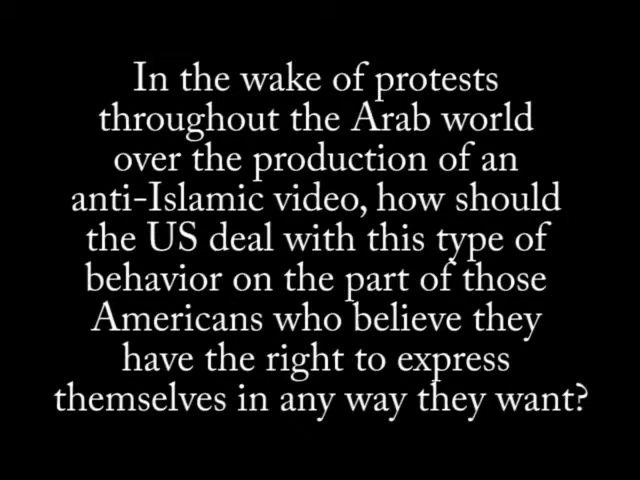 In the wake of protests
throughout the Arab world
over the production of an
anti-Islamic video, how should
the US deal with this type of
behavior on the part of those
Americans who believe they
have the right to express
themselves in any way they want?